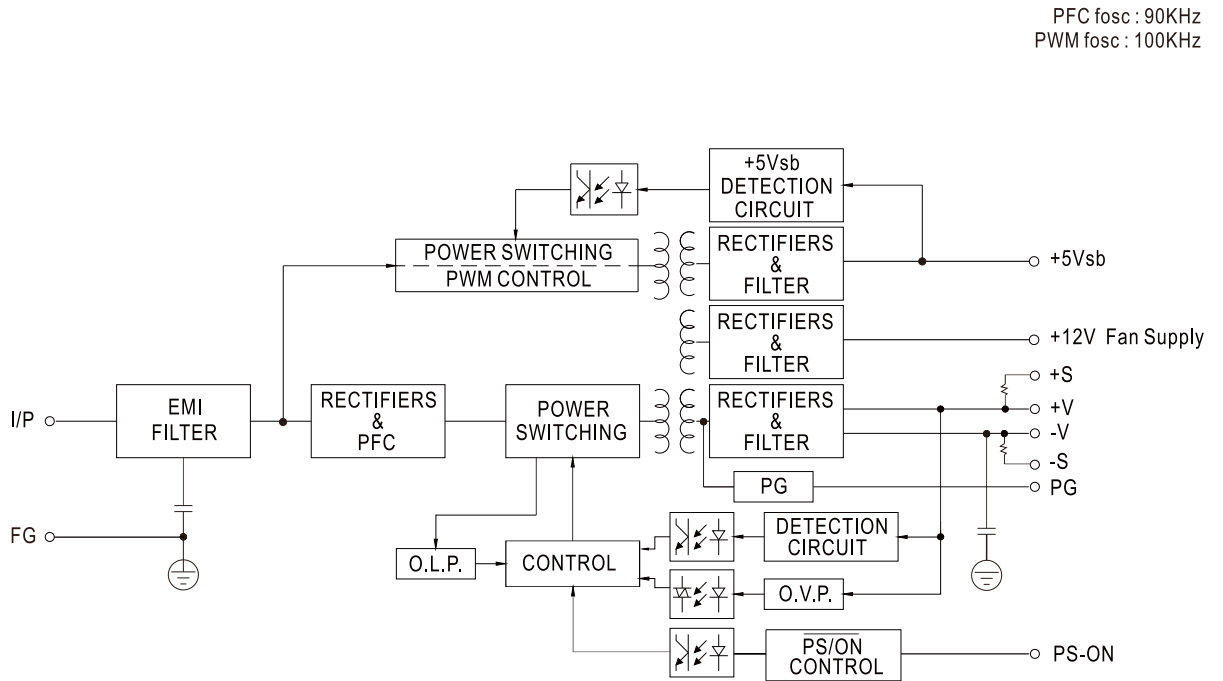 PFC fosc : 90KHz
PWM fosc : 100KHz
+5Vsb
DETECTION
CIRCUIT
POWER SWITCHING
PWM CONTROL
RECTIFIERS
&
FILTER
+5Vsb
RECTIFIERS
&
FILTER
+12V Fan Supply
I/P
EMI
FILTER
RECTIFIERS
&
PFC
POWER
SWITCHING
RECTIFIERS
&
FILTER
+S
+V
-V
-S
PG
PG
FG
O.L.P.
CONTROL
DETECTION
CIRCUIT
O.V.P.
PS/ON
CONTROL
PS-ON